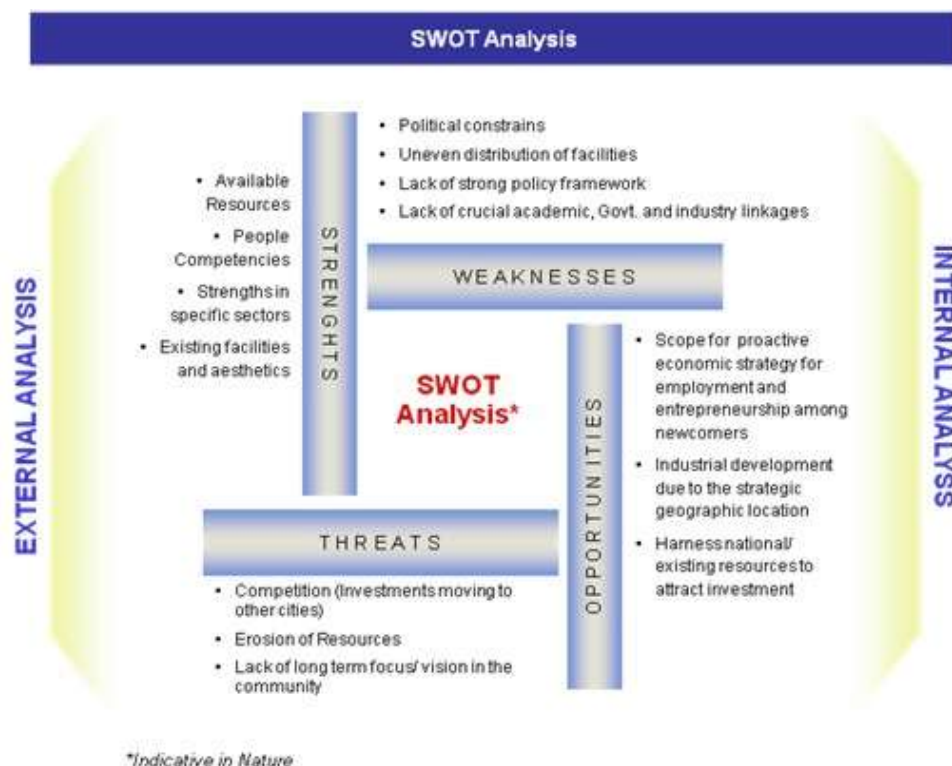 SWOT Analysis
EXTERNAL ANALYSIS
• Available
Resources
• People
Competencies
• Strengths in
specific sectors
• Existing facilities
and aesthetics
STRENGHTS
• Political constrains
• Uneven distribution of facilities
• Lack of strong policy framework
• Lack of crucial academic, Govt. and industry linkages
WEAKNESSES
SWOT
Analysis*
OPPORTUNITIES
• Scope for proactive
economic strategy for
employment and
entrepreneurship among
newcomers
• Industrial development
due to the strategic
geographic location
• Harness national/
existing resources to
attract investment
THREATS
• Competition (Investments moving to
other cities)
• Erosion of Resources
• Lack of long term focus/ vision in the
community
INTERNAL ANALYSS
*Indicative in Nature